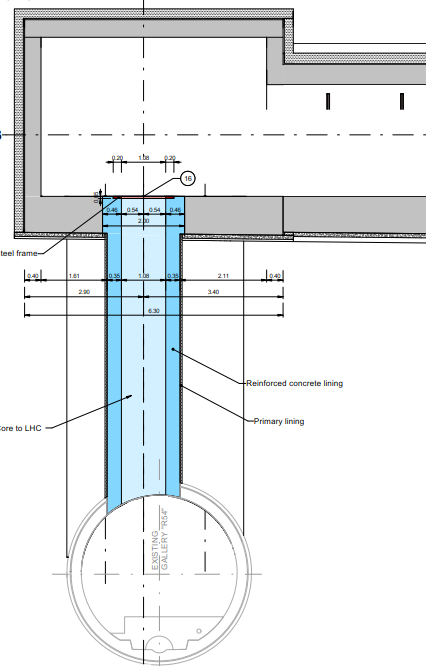 0.20 1.08 0.20
16
0.46 0.54 0.54 0.46
2.00
teel frame
0.40 1.61 0.35 1.08 0.35 2.11 0.40
2.90 3.40
6.30
Reinforced concrete lining
Core to LHC
Primary lining
EXISTING
GALLERY "R54"